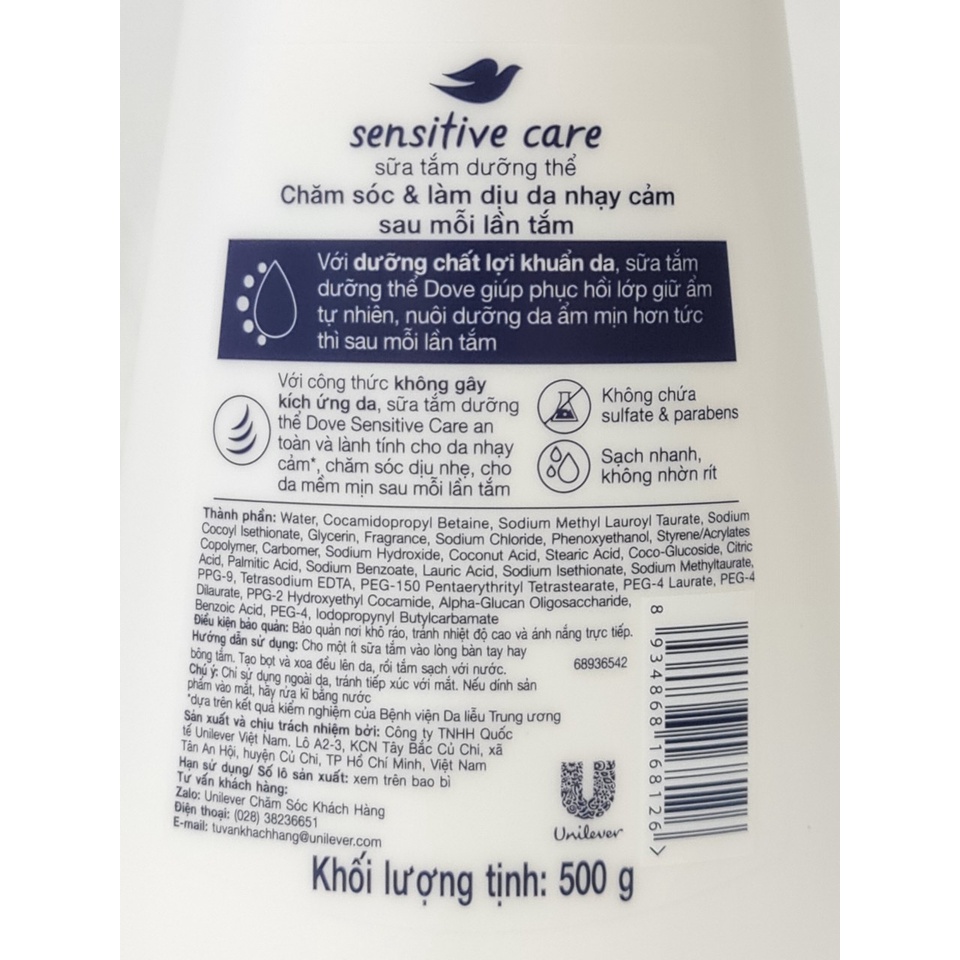 sensitive care
sữa tắm dưỡng thể
Chăm sóc & làm dịu da nhạy cảm
sau mỗi lần tắm
Với dưỡng chất lợi khuẩn da, sữa tắm
dưỡng thể Dove giúp phục hồi lớp giữ ẩm
tự nhiên, nuôi dưỡng da ẩm mịn hơn tức
thì sau mỗi lần tắm
Với công thức không gây
kích ứng da, sữa tắm dưỡng
thể Dove Sensitive Care an
toàn và lành tính cho da nhạy
cảm*, chăm sóc dịu nhẹ, cho
da mềm mịn sau mỗi lần tắm
Không chứa
sulfate & parabens
Sạch nhanh,
không nhờn rít
Thành phần: Water, Cocamidopropyl Betaine, Sodium Methyl Lauroyl Taurate, Sodium
Cocoyl Isethionate, Glycerin, Fragrance, Sodium Chloride, Phenoxyethanol, Styrene/Acrylates
Copolymer, Carbomer, Sodium Hydroxide, Coconut Acid, Stearic Acid, Coco-Glucoside, Citric
Acid, Palmitic Acid, Sodium Benzoate, Lauric Acid, Sodium Isethionate, Sodium Methyltaurate,
PPG-9, Tetrasodium EDTA, PEG-150 Pentaerythrityl Tetrastearate, PEG-4 Laurate, PEG-4
Dilaurate, PPG-2 Hydroxyethyl Cocamide, Alpha-Glucan Oligosaccharide,
Benzoic Acid, PEG-4, Iodopropynyl Butylcarbamate
Điều kiện bảo quản: Bảo quản nơi khô ráo, tránh nhiệt độ cao và ánh nắng trực tiếp.
Hướng dẫn sử dụng: Cho một ít sữa tắm vào lòng bàn tay hay
bông tắm. Tạo bọt và xoa đều lên da, rồi tắm sạch với nước.
68936542
Chú ý: Chỉ sử dụng ngoài da, tránh tiếp xúc với mắt. Nếu dính sản
phẩm vào mắt, hãy rửa kĩ bằng nước
*dựa trên kết quả kiểm nghiệm của Bệnh viện Da liễu Trung ương
Sản xuất và chịu trách nhiệm bởi: Công ty TNHH Quốc
tế Unilever Việt Nam. Lô A2-3, KCN Tây Bắc Củ Chi, xã
Tân An Hội, huyện Củ Chi, TP Hồ Chí Minh, Việt Nam
Hạn sử dụng/ Số lô sản xuất: xem trên bao bì
Tư vấn khách hàng:
Zalo: Unilever Chăm Sóc Khách Hàng
Điện thoại: (028) 38236651
E-mail: tuvankhachhang@unilever.com
Unilever
8 934868 168126 >
Khối lượng tịnh: 500 g